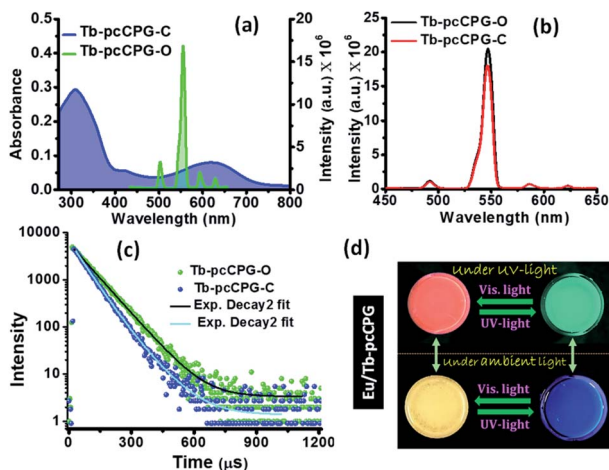 (a)
Tb-pcCPG-C
Tb-pcCPG-O
Absorbance
0.5
0.4
0.3
0.2
0.1
0.0
300 400 500 600 700 800
Wavelength (nm)
20
15
10
5
0
Intensity (a.u.) X 10⁶
(b)
Tb-pcCPG-O
Tb-pcCPG-C
Intensity (a.u.) X 10⁶
25
20
15
10
5
0
450 500 550 600 650
Wavelength (nm)
(c)
Tb-pcCPG-O
Tb-pcCPG-C
Exp. Decay2 fit
Exp. Decay2 fit
Intensity
10000
1000
100
10
1
0 300 600 900 1200
Time (μs)
(d)
Eu/Tb-pcCPG
Under UV-light
Vis. light
UV-light
Under ambient light
Vis. light
UV-light